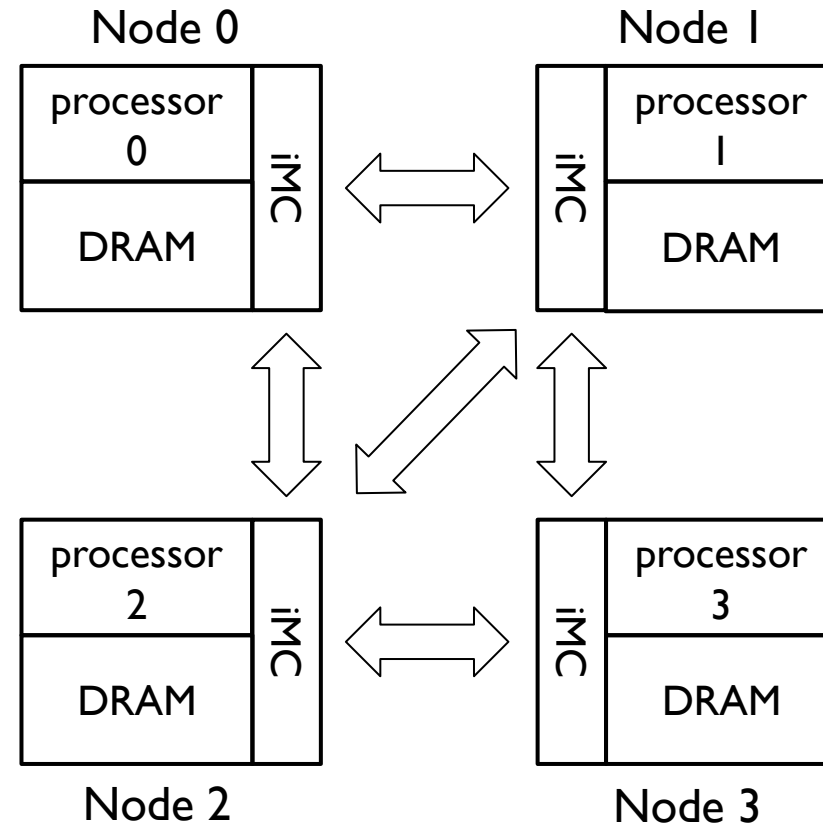 Node 0
Node 1
processor
0
iMC
DRAM
iMC
processor
1
DRAM
processor
2
iMC
DRAM
iMC
processor
3
DRAM
Node 2
Node 3